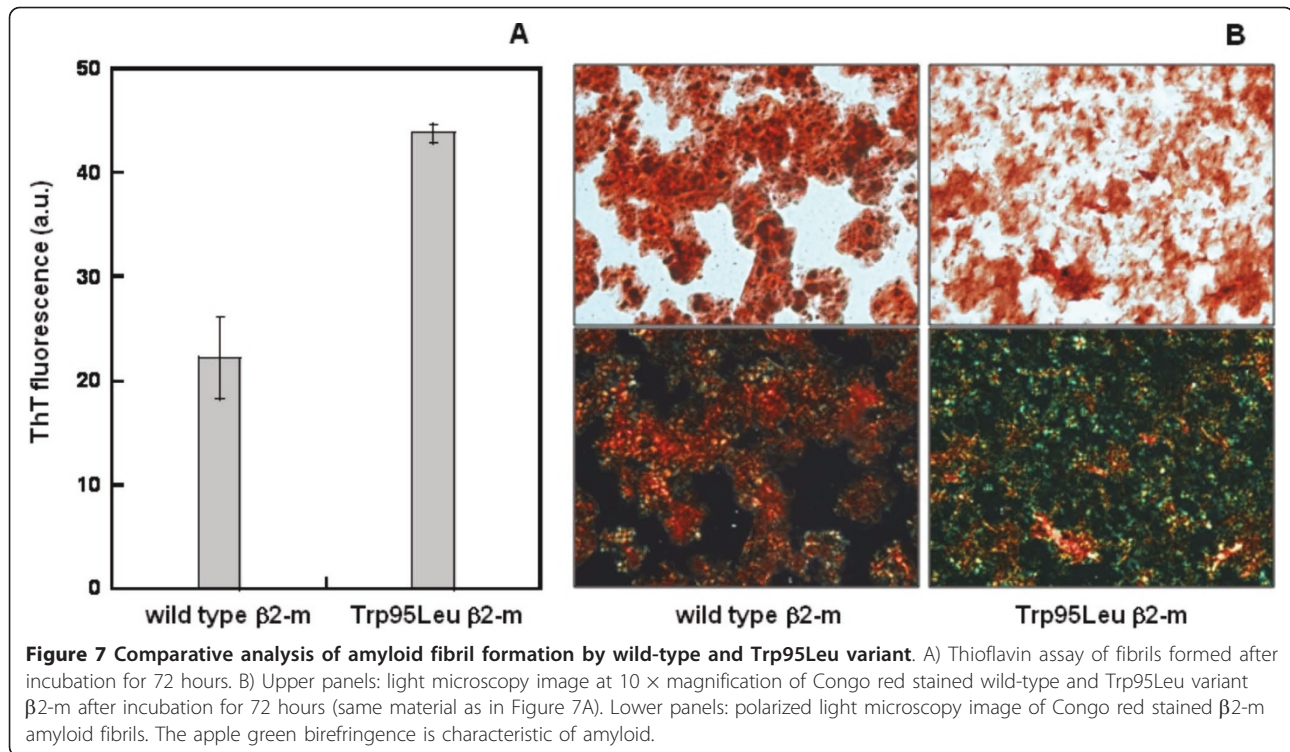 A
B
50
40
30
20
10
0
ThT fluorescence (a.u.)
wild type β2-m
Trp95Leu β2-m
wild type β2-m
Trp95Leu β2-m
Figure 7 Comparative analysis of amyloid fibril formation by wild-type and Trp95Leu variant. A) Thioflavin assay of fibrils formed after
incubation for 72 hours. B) Upper panels: light microscopy image at 10 × magnification of Congo red stained wild-type and Trp95Leu variant
β2-m after incubation for 72 hours (same material as in Figure 7A). Lower panels: polarized light microscopy image of Congo red stained β2-m
amyloid fibrils. The apple green birefringence is characteristic of amyloid.